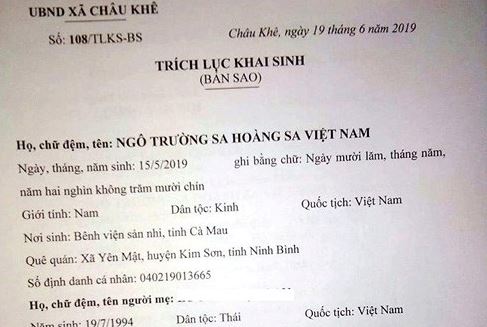 UBND XÃ CHÂU KHÊ
Số: 108/TLKS-BS
Châu Khê, ngày 19 tháng 6 năm 2019
TRÍCH LỤC KHAI SINH
(BẢN SAO)
Họ, chữ đệm, tên: NGÔ TRƯỜNG SA HOÀNG SA VIỆT NAM
Ngày, tháng, năm sinh: 15/5/2019 ghi bằng chữ: Ngày mười lăm, tháng năm,
năm hai nghìn không trăm mười chín
Giới tính: Nam Dân tộc: Kinh Quốc tịch: Việt Nam
Nơi sinh: Bệnh viện sản nhi, tỉnh Cà Mau
Quê quán: Xã Yên Mật, huyện Kim Sơn, tỉnh Ninh Bình
Số định danh cá nhân: 040219013665
Họ, chữ đệm, tên người mẹ:
Năm sinh: 19/7/1994 Dân tộc: Thái Quốc tịch: Việt Nam